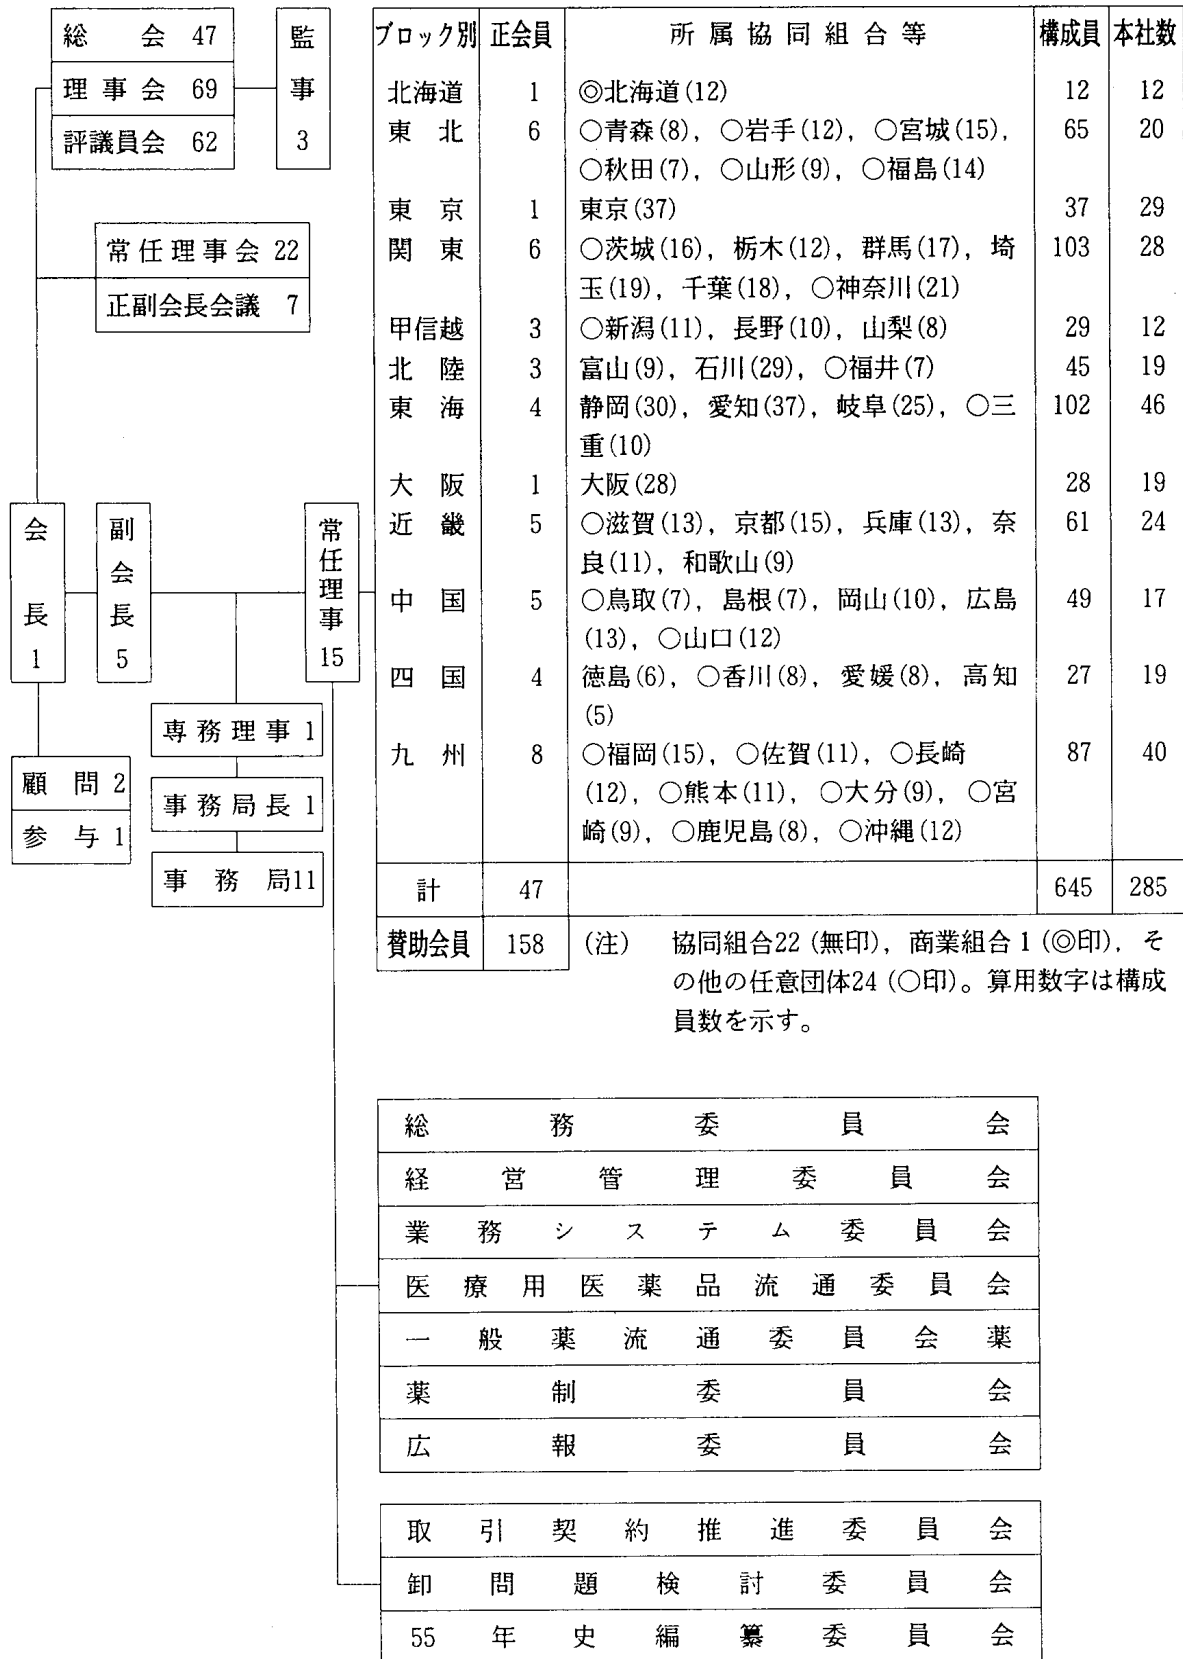 総会 47
理事会 69
評議員会 62
監事 3
常任理事会 22
正副会長会議 7
会長 1
副会長 5
常任理事 15
専務理事 1
事務局長 1
事務局11
顧問 2
参与 1
ブロック別 正会員 所属協同組合等 構成員 本社数
北海道 1 ◎北海道(12) 12 12
東北 6 ○青森(8)，○岩手(12)，○宮城(15)， 65 20
○秋田(7)，○山形(9)，○福島(14)
東京 1 東京(37) 37 29
関東 6 ○茨城(16)，栃木(12)，群馬(17)，埼 103 28
玉(19)，千葉(18)，○神奈川(21)
甲信越 3 ○新潟(11)，長野(10)，山梨(8) 29 12
北陸 3 富山(9)，石川(29)，○福井(7) 45 19
東海 4 静岡(30)，愛知(37)，岐阜(25)，○三 102 46
重(10)
大阪 1 大阪(28) 28 19
近畿 5 ○滋賀(13)，京都(15)，兵庫(13)，奈 61 24
良(11)，和歌山(9)
中国 5 ○鳥取(7)，島根(7)，岡山(10)，広島 49 17
(13)，○山口(12)
四国 4 徳島(6)，○香川(8)，愛媛(8)，高知 27 19
(5)
九州 8 ○福岡(15)，○佐賀(11)，○長崎 87 40
(12)，○熊本(11)，○大分(9)，○宮
崎(9)，○鹿児島(8)，○沖縄(12)
計 47 645 285
賛助会員 158
(注) 協同組合22 (無印)，商業組合 1 (◎印)，そ
の他の任意団体24 (○印)。算用数字は構成
員数を示す。
総務委員会
経営管理委員会
業務システム委員会
医療用医薬品流通委員会
一般薬流通委員会薬
薬制委員会
広報委員会
取引契約推進委員会
卸問題検討委員会
55年史編纂委員会